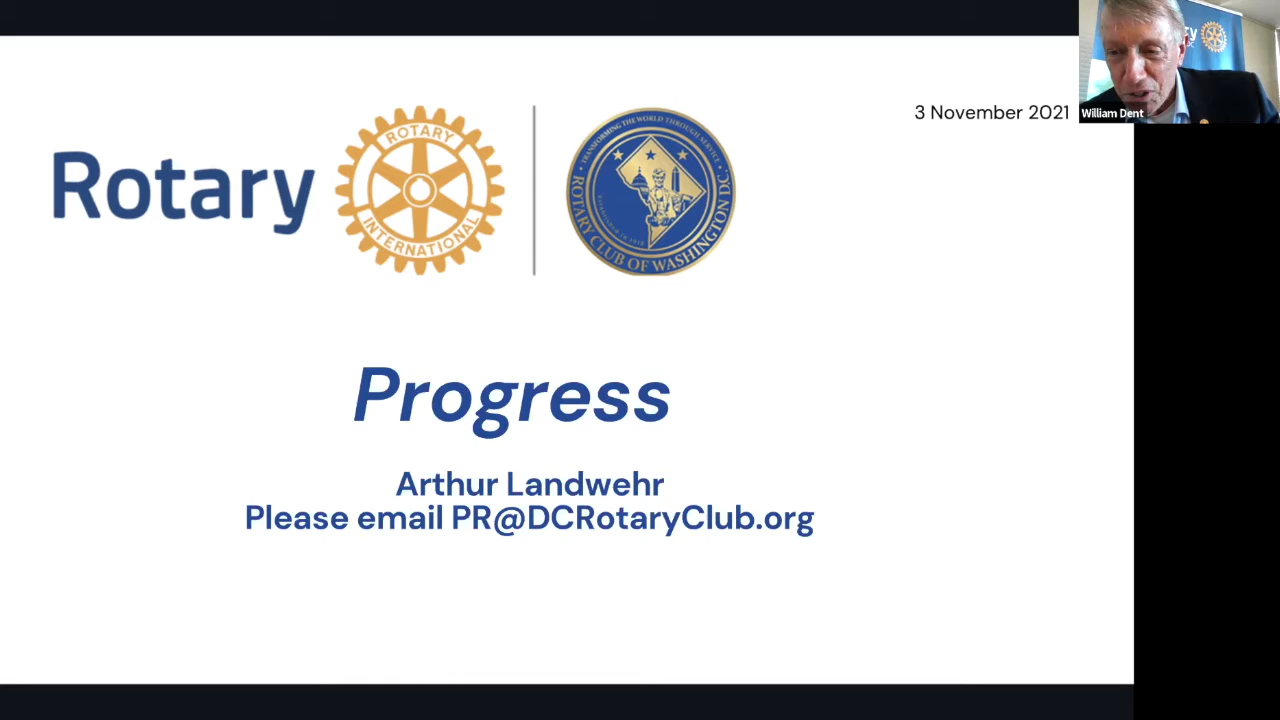 3 November 2021
William Dent
Rotary
ROTARY
INTERNATIONAL
TRANSFORMING THE WORLD THROUGH SERVICE
ROTARY CLUB OF WASHINGTON D.C.
Progress
Arthur Landwehr
Please email PR@DCRotaryClub.org